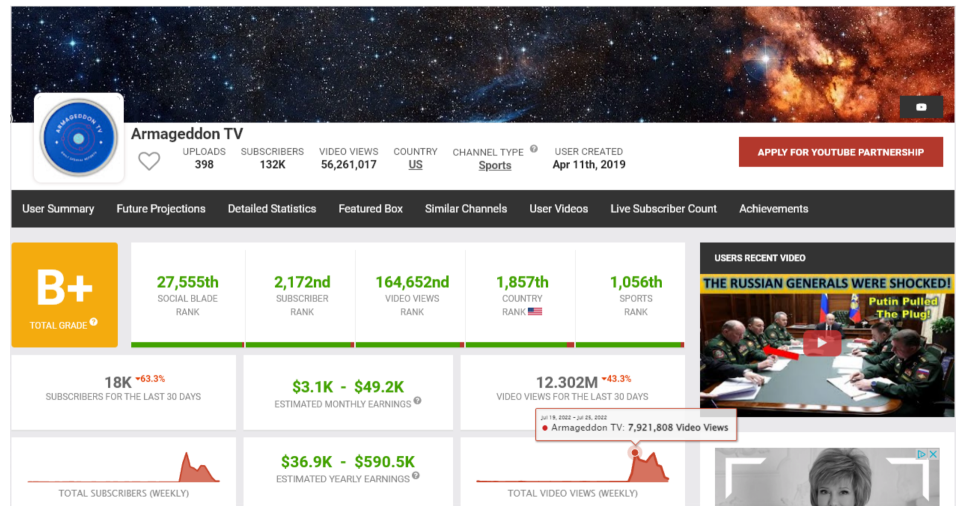 ARMAGEDDON TV
Armageddon TV
UPLOADS
398
SUBSCRIBERS
132K
VIDEO VIEWS
56,261,017
COUNTRY
US
CHANNEL TYPE ?
Sports
USER CREATED
Apr 11th, 2019
APPLY FOR YOUTUBE PARTNERSHIP
User Summary
Future Projections
Detailed Statistics
Featured Box
Similar Channels
User Videos
Live Subscriber Count
Achievements
B+
TOTAL GRADE ?
27,555th
SOCIAL BLADE
RANK
2,172nd
SUBSCRIBER
RANK
164,652nd
VIDEO VIEWS
RANK
1,857th
COUNTRY
RANK
1,056th
SPORTS
RANK
USERS RECENT VIDEO
THE RUSSIAN GENERALS WERE SHOCKED!
Putin Pulled
The Plug!
18K -63.3%
SUBSCRIBERS FOR THE LAST 30 DAYS
$3.1K - $49.2K
ESTIMATED MONTHLY EARNINGS ?
12.302M -43.3%
VIDEO VIEWS FOR THE LAST 30 DAYS
Jul 19, 2022 – Jul 25, 2022
Armageddon TV: 7,921,808 Video Views
TOTAL SUBSCRIBERS (WEEKLY)
$36.9K - $590.5K
ESTIMATED YEARLY EARNINGS ?
TOTAL VIDEO VIEWS (WEEKLY)